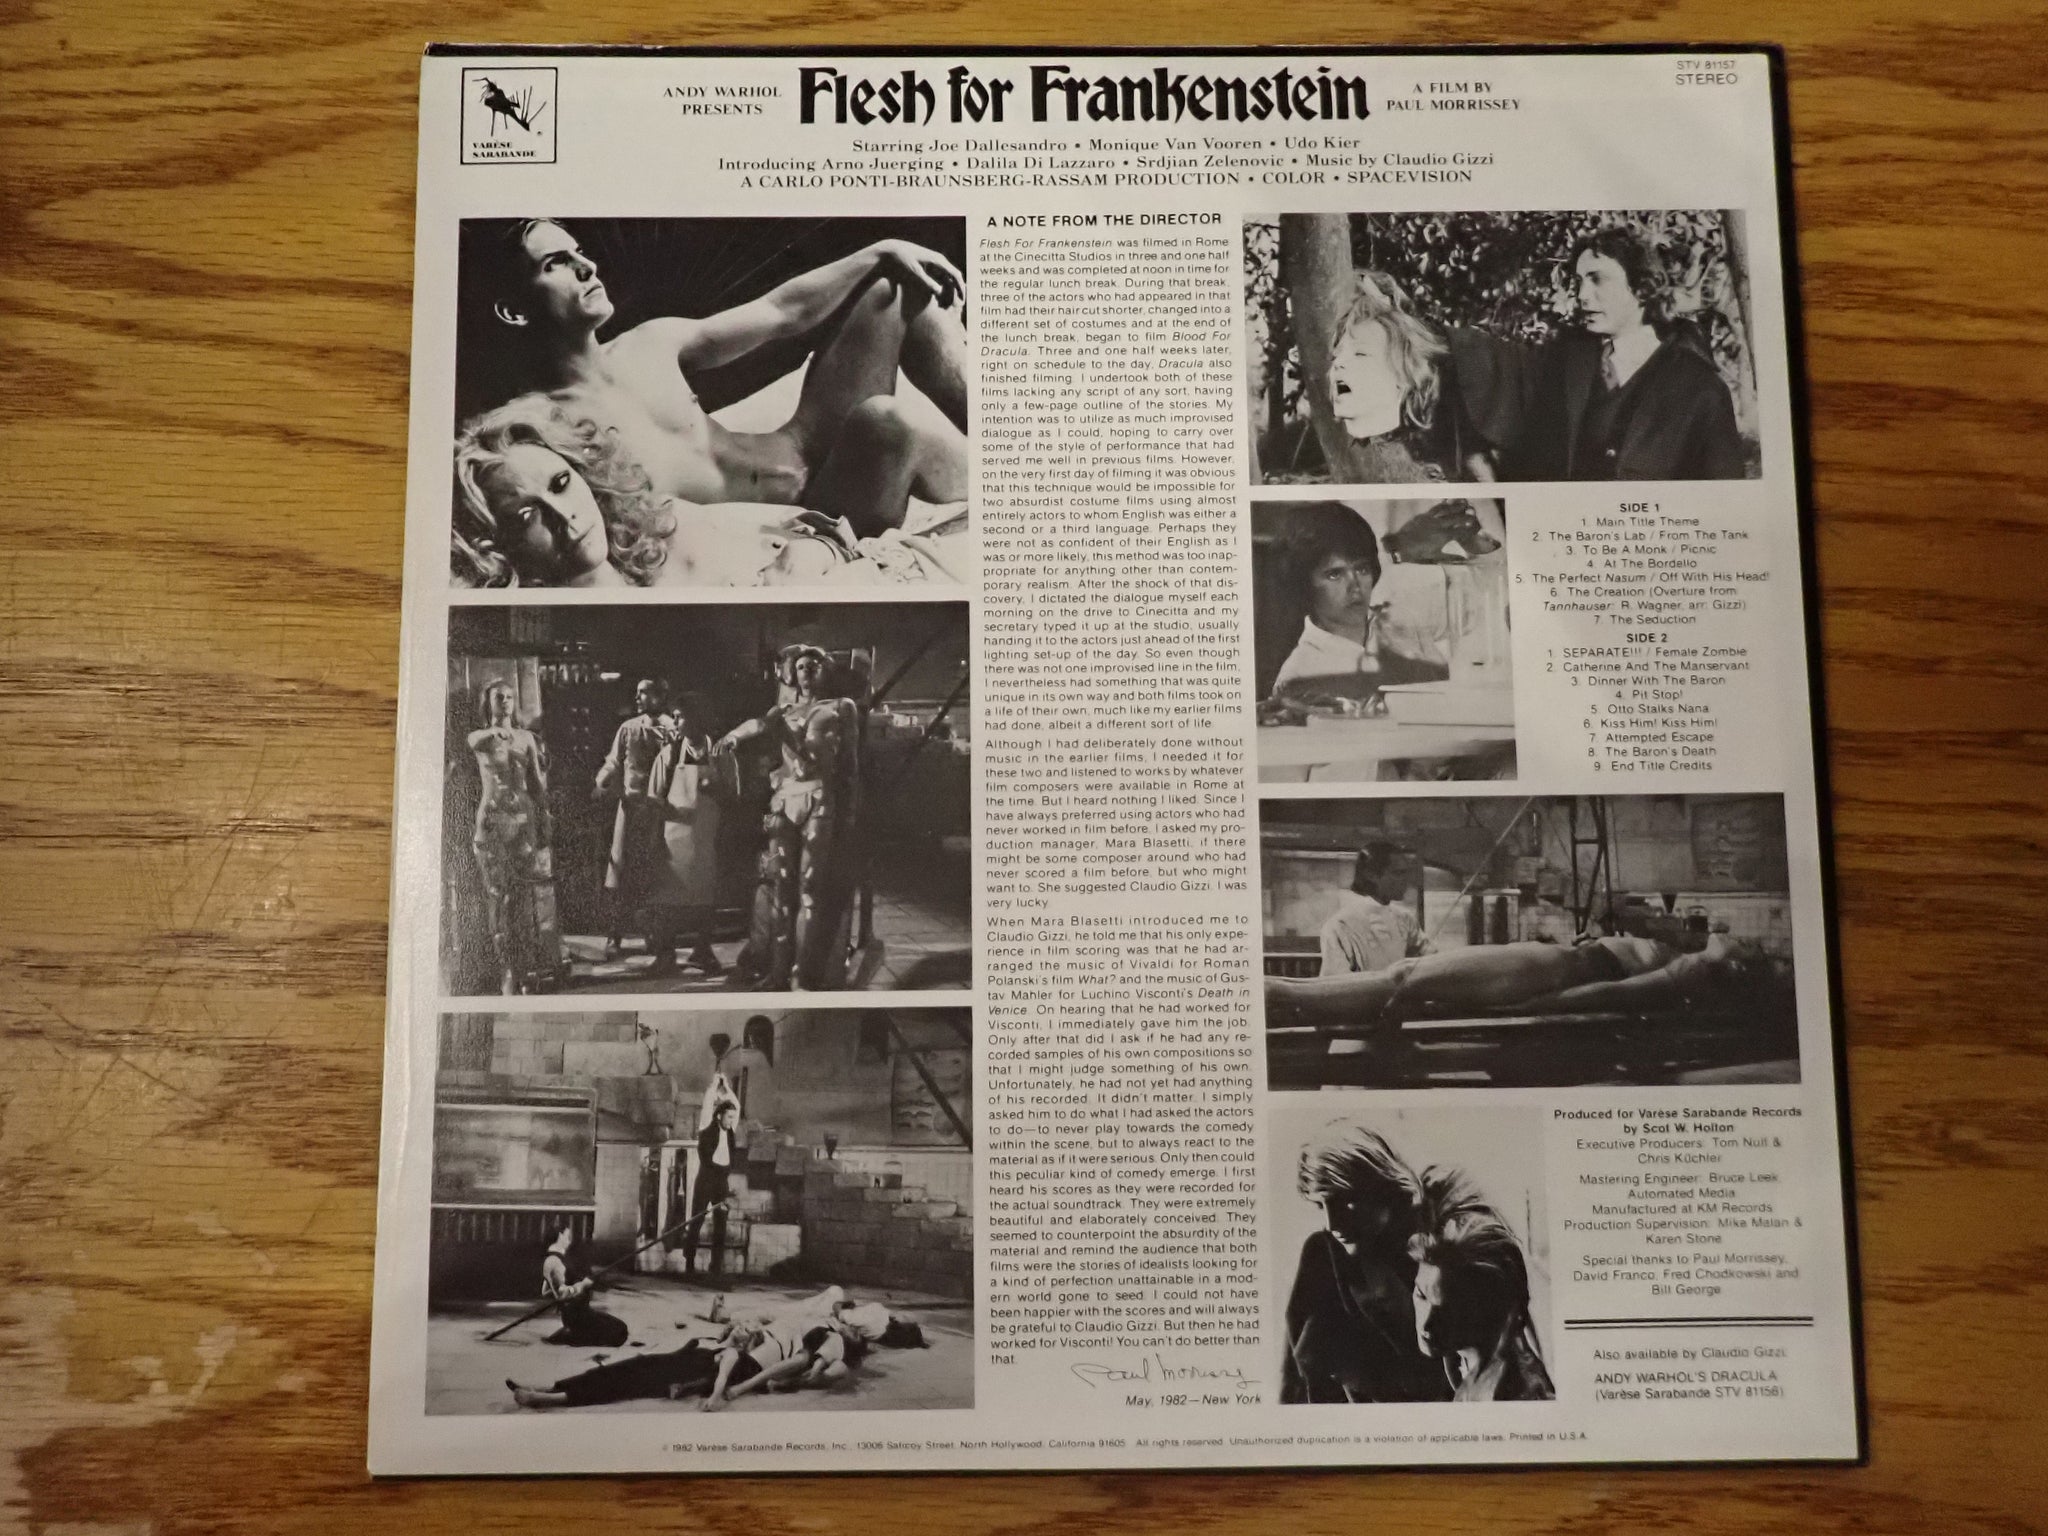 VARÈSE
SARABANDE
ANDY WARHOL
PRESENTS
Flesh for Frankenstein
A FILM BY
PAUL MORRISSEY
STV 81157
STEREO
Starring Joe Dallesandro • Monique Van Vooren • Udo Kier
Introducing Arno Juerging • Dalila Di Lazzaro • Srdjian Zelenovic • Music by Claudio Gizzi
A CARLO PONTI-BRAUNSBERG-RASSAM PRODUCTION • COLOR • SPACEVISION
A NOTE FROM THE DIRECTOR
Flesh For Frankenstein was filmed in Rome
at the Cinecitta Studios in three and one half
weeks and was completed at noon in time for
the regular lunch break. During that break,
three of the actors who had appeared in that
film had their hair cut shorter, changed into a
different set of costumes and at the end of
the lunch break, began to film Blood For
Dracula. Three and one half weeks later,
right on schedule to the day, Dracula also
finished filming. I undertook both of these
films lacking any script of any sort, having
only a few-page outline of the stories. My
intention was to utilize as much improvised
dialogue as I could, hoping to carry over
some of the style of performance that had
served me well in previous films. However,
on the very first day of filming it was obvious
that this technique would be impossible for
two absurdist costume films using almost
entirely actors to whom English was either a
second or a third language. Perhaps they
were not as confident of their English as I
was or more likely, this method was too inap-
propriate for anything other than contem-
porary realism. After the shock of that dis-
covery, I dictated the dialogue myself each
morning on the drive to Cinecitta and my
secretary typed it up at the studio, usually
handing it to the actors just ahead of the first
lighting set-up of the day. So even though
there was not one improvised line in the film,
I nevertheless had something that was quite
unique in its own way and both films took on
a life of their own, much like my earlier films
had done, albeit a different sort of life.
Although I had deliberately done without
music in the earlier films, I needed it for
these two and listened to works by whatever
film composers were available in Rome at
the time. But I heard nothing I liked. Since I
have always preferred using actors who had
never worked in film before, I asked my pro-
duction manager, Mara Blasetti, if there
might be some composer around who had
never scored a film before, but who might
want to. She suggested Claudio Gizzi. I was
very lucky.
When Mara Blasetti introduced me to
Claudio Gizzi, he told me that his only expe-
rience in film scoring was that he had ar-
ranged the music of Vivaldi for Roman
Polanski's film What? and the music of Gus-
tav Mahler for Luchino Visconti's Death in
Venice. On hearing that he had worked for
Visconti, I immediately gave him the job.
Only after that did I ask if he had any re-
corded samples of his own compositions so
that I might judge something of his own.
Unfortunately, he had not yet had anything
of his recorded. It didn't matter. I simply
asked him to do what I had asked the actors
to do—to never play towards the comedy
within the scene, but to always react to the
material as if it were serious. Only then could
this peculiar kind of comedy emerge. I first
heard his scores as they were recorded for
the actual soundtrack. They were extremely
beautiful and elaborately conceived. They
seemed to counterpoint the absurdity of the
material and remind the audience that both
films were the stories of idealists looking for
a kind of perfection unattainable in a mod-
ern world gone to seed. I could not have
been happier with the scores and will always
be grateful to Claudio Gizzi. But then he had
worked for Visconti! You can't do better than
that.
Paul Morrissey
May, 1982—New York
SIDE 1
1. Main Title Theme
2. The Baron's Lab / From The Tank
3. To Be A Monk / Picnic
4. At The Bordello
5. The Perfect Nasum / Off With His Head!
6. The Creation (Overture from
Tannhauser: R. Wagner, arr: Gizzi)
7. The Seduction
SIDE 2
1. SEPARATE!!! / Female Zombie
2. Catherine And The Manservant
3. Dinner With The Baron
4. Pit Stop!
5. Otto Stalks Nana
6. Kiss Him! Kiss Him!
7. Attempted Escape
8. The Baron's Death
9. End Title Credits
Produced for Varèse Sarabande Records
by Scot W. Holton
Executive Producers: Tom Null &
Chris Küchler
Mastering Engineer: Bruce Leek,
Automated Media
Manufactured at KM Records
Production Supervision: Mike Malan &
Karen Stone
Special thanks to Paul Morrissey,
David Franco, Fred Chodkowski and
Bill George
Also available by Claudio Gizzi:
ANDY WARHOL'S DRACULA
(Varèse Sarabande STV 81156)
© 1982 Varèse Sarabande Records, Inc., 13006 Saticoy Street, North Hollywood, California 91605 All rights reserved. Unauthorized duplication is a violation of applicable laws. Printed in U.S.A.